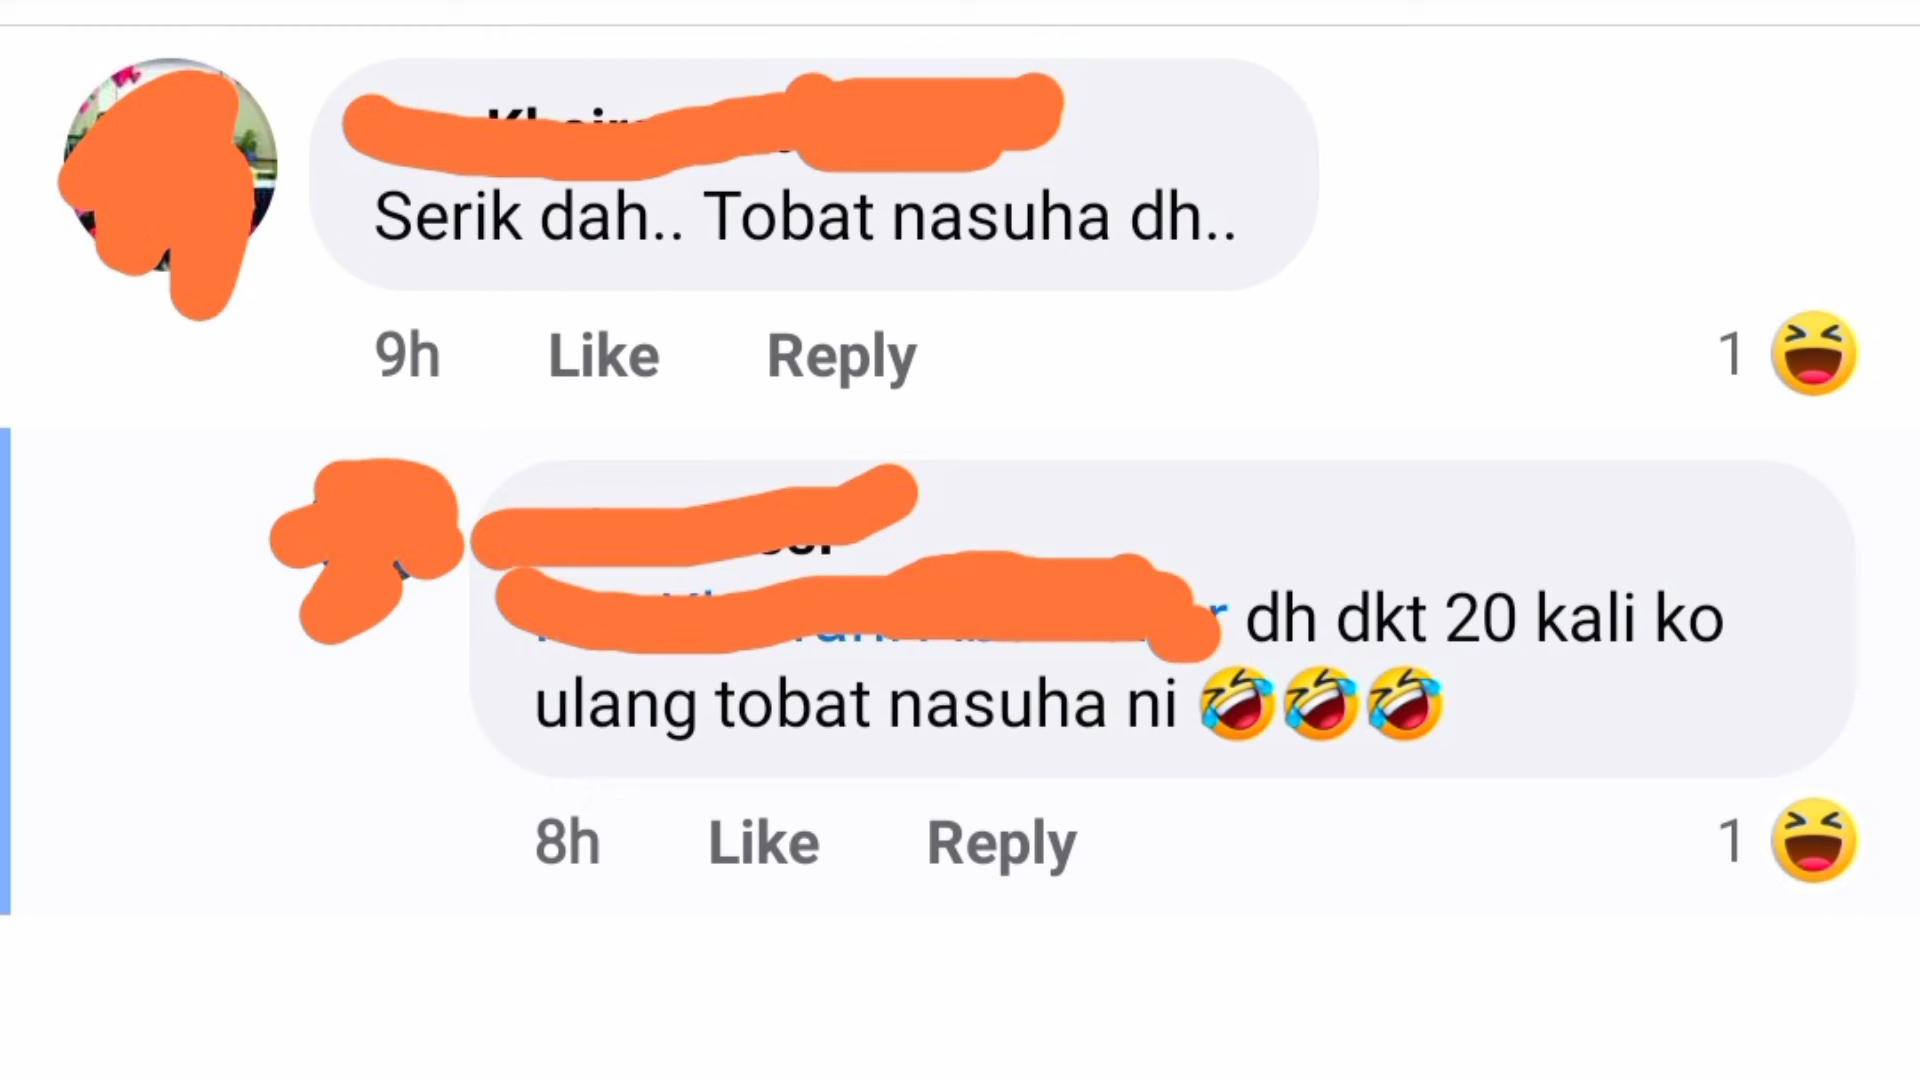 Serik dah.. Tobat nasuha dh..
9h Like Reply 1
dh dkt 20 kali ko
ulang tobat nasuha ni 🤣🤣🤣
8h Like Reply 1